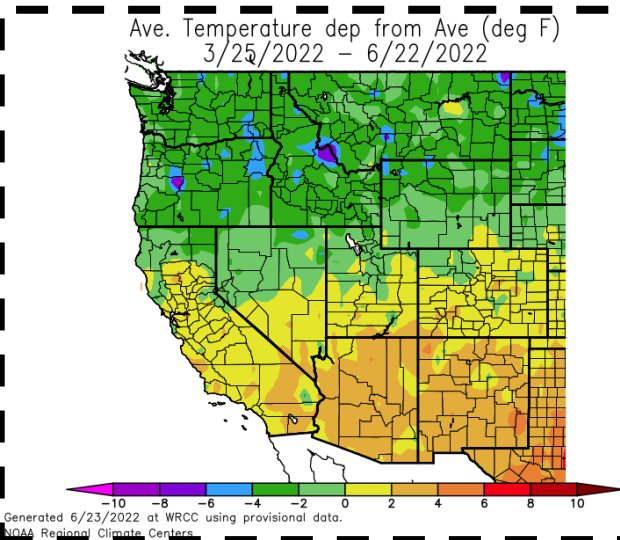 Ave. Temperature dep from Ave (deg F)
3/25/2022 – 6/22/2022
-10 -8 -6 -4 -2 0 2 4 6 8 10
Generated 6/23/2022 at WRCC using provisional data.
NOAA Regional Climate Centers